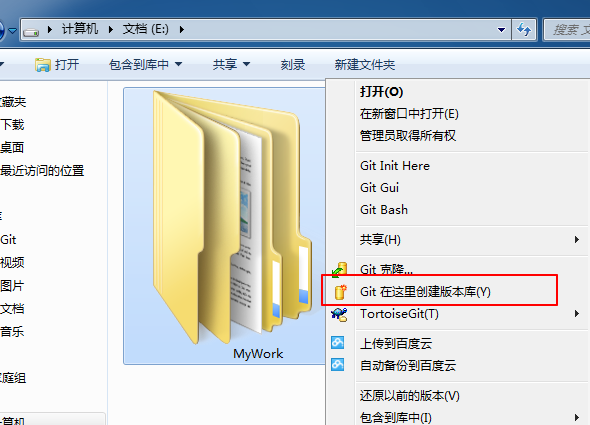 计算机 文档 (E:) 搜索 文
打开 包含到库中 共享 刻录 新建文件夹
收藏夹
下载
桌面
最近访问的位置
库
Git
视频
图片
文档
音乐
家庭组
计算机
MyWork
打开(O)
在新窗口中打开(E)
管理员取得所有权
Git Init Here
Git Gui
Git Bash
共享(H)
Git 克隆...
Git 在这里创建版本库(Y)
TortoiseGit(T)
上传到百度云
自动备份到百度云
还原以前的版本(V)
包含到库中(I)